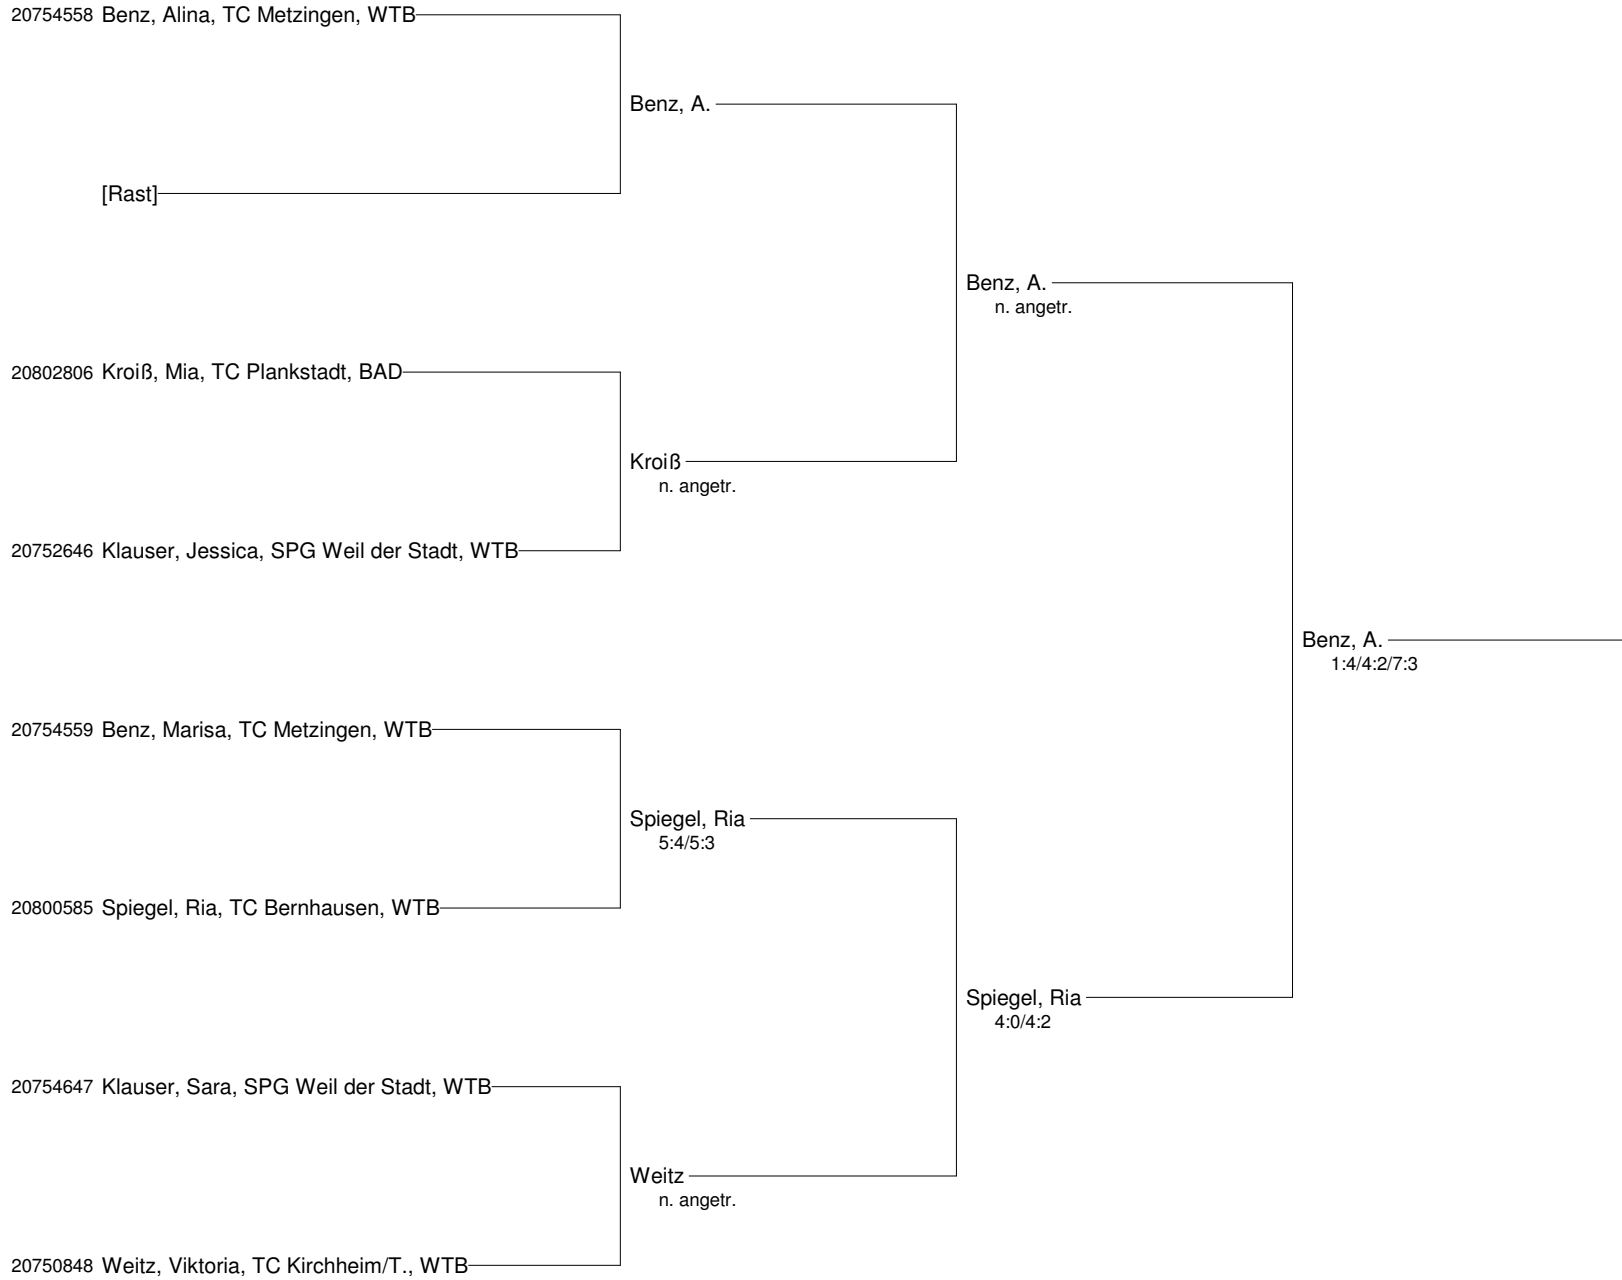 20754558 Benz, Alina, TC Metzingen, WTB
Benz, A.
[Rast]
Benz, A.
n. angetr.
20802806 Kroiß, Mia, TC Plankstadt, BAD
Kroiß
n. angetr.
20752646 Klauser, Jessica, SPG Weil der Stadt, WTB
Benz, A.
1:4/4:2/7:3
20754559 Benz, Marisa, TC Metzingen, WTB
Spiegel, Ria
5:4/5:3
20800585 Spiegel, Ria, TC Bernhausen, WTB
Spiegel, Ria
4:0/4:2
20754647 Klauser, Sara, SPG Weil der Stadt, WTB
Weitz
n. angetr.
20750848 Weitz, Viktoria, TC Kirchheim/T., WTB